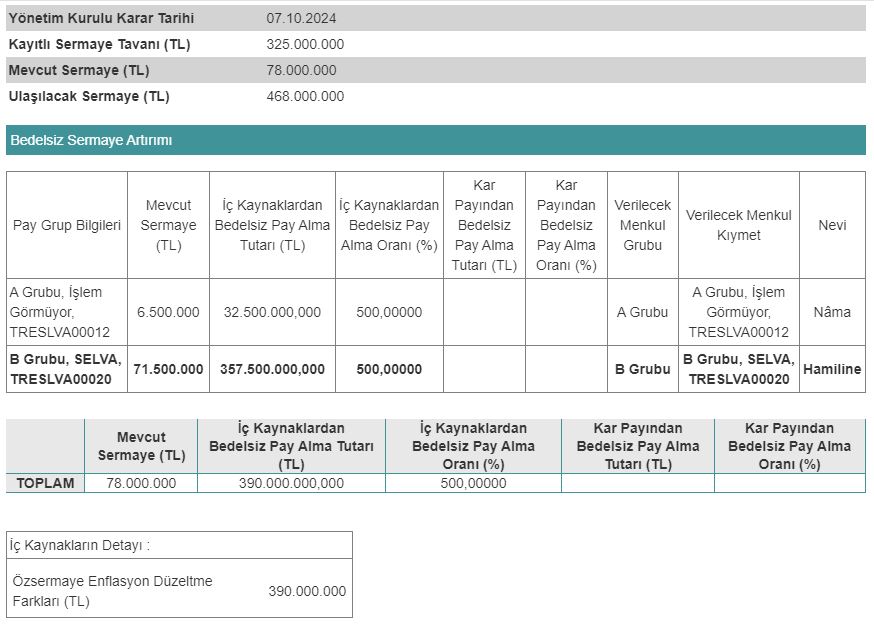 Yönetim Kurulu Karar Tarihi 07.10.2024
Kayıtlı Sermaye Tavanı (TL) 325.000.000
Mevcut Sermaye (TL) 78.000.000
Ulaşılacak Sermaye (TL) 468.000.000
Bedelsiz Sermaye Artırımı
Pay Grup Bilgileri
Mevcut
Sermaye
(TL)
İç Kaynaklardan
Bedelsiz Pay Alma
Tutarı (TL)
İç Kaynaklardan
Bedelsiz Pay
Alma Oranı (%)
Kar
Payından
Bedelsiz
Pay Alma
Tutarı (TL)
Kar
Payından
Bedelsiz
Pay Alma
Oranı (%)
Verilecek
Menkul
Grubu
Verilecek Menkul
Kıymet
Nevi
A Grubu, İşlem
Görmüyor,
TRESLVA00012
6.500.000
32.500.000,000
500,00000
A Grubu
A Grubu, İşlem
Görmüyor,
TRESLVA00012
Nâma
B Grubu, SELVA,
TRESLVA00020
71.500.000
357.500.000,000
500,00000
B Grubu
B Grubu, SELVA,
TRESLVA00020
Hamiline
Mevcut
Sermaye (TL)
İç Kaynaklardan
Bedelsiz Pay Alma Tutarı
(TL)
İç Kaynaklardan
Bedelsiz Pay Alma
Oranı (%)
Kar Payından
Bedelsiz Pay Alma
Tutarı (TL)
Kar Payından
Bedelsiz Pay Alma
Oranı (%)
TOPLAM 78.000.000 390.000.000,000 500,00000
İç Kaynakların Detayı :
Özsermaye Enflasyon Düzeltme
Farkları (TL)
390.000.000